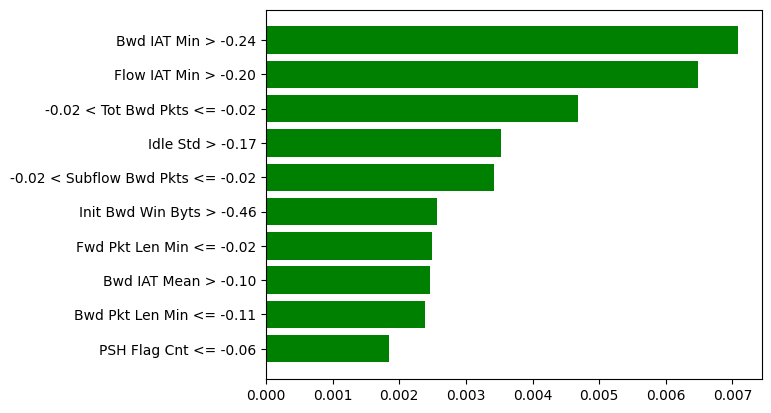 Bwd IAT Min > -0.24
Flow IAT Min > -0.20
-0.02 < Tot Bwd Pkts <= -0.02
Idle Std > -0.17
-0.02 < Subflow Bwd Pkts <= -0.02
Init Bwd Win Byts > -0.46
Fwd Pkt Len Min <= -0.02
Bwd IAT Mean > -0.10
Bwd Pkt Len Min <= -0.11
PSH Flag Cnt <= -0.06
0.000 0.001 0.002 0.003 0.004 0.005 0.006 0.007